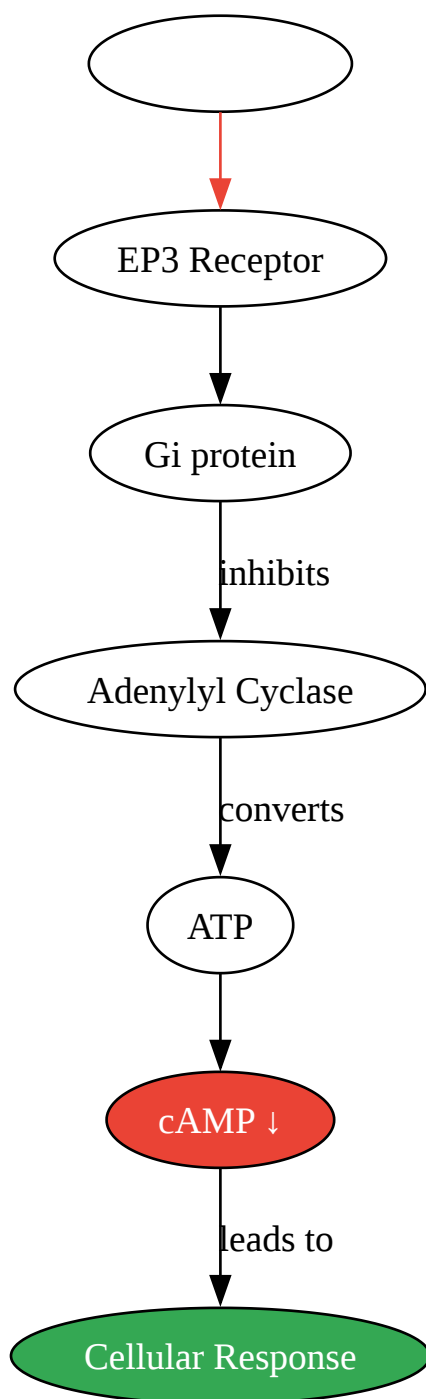 EP3 Receptor
Gi protein
inhibits
Adenylyl Cyclase
converts
ATP
cAMP ↓
leads to
Cellular Response